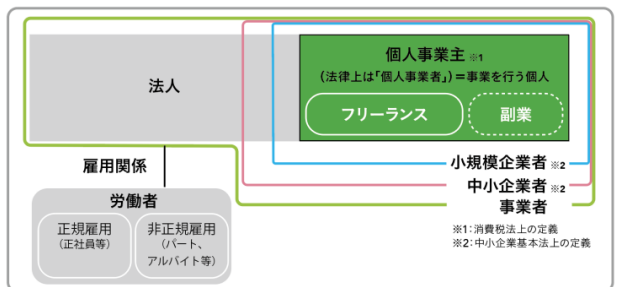 法人
個人事業主 ※1
(法律上は「個人事業者」)=事業を行う個人
フリーランス
副業
雇用関係
小規模企業者 ※2
中小企業者 ※2
事業者
労働者
正規雇用
(正社員等)
非正規雇用
(パート、
アルバイト等)
※1:消費税法上の定義
※2:中小企業基本法上の定義